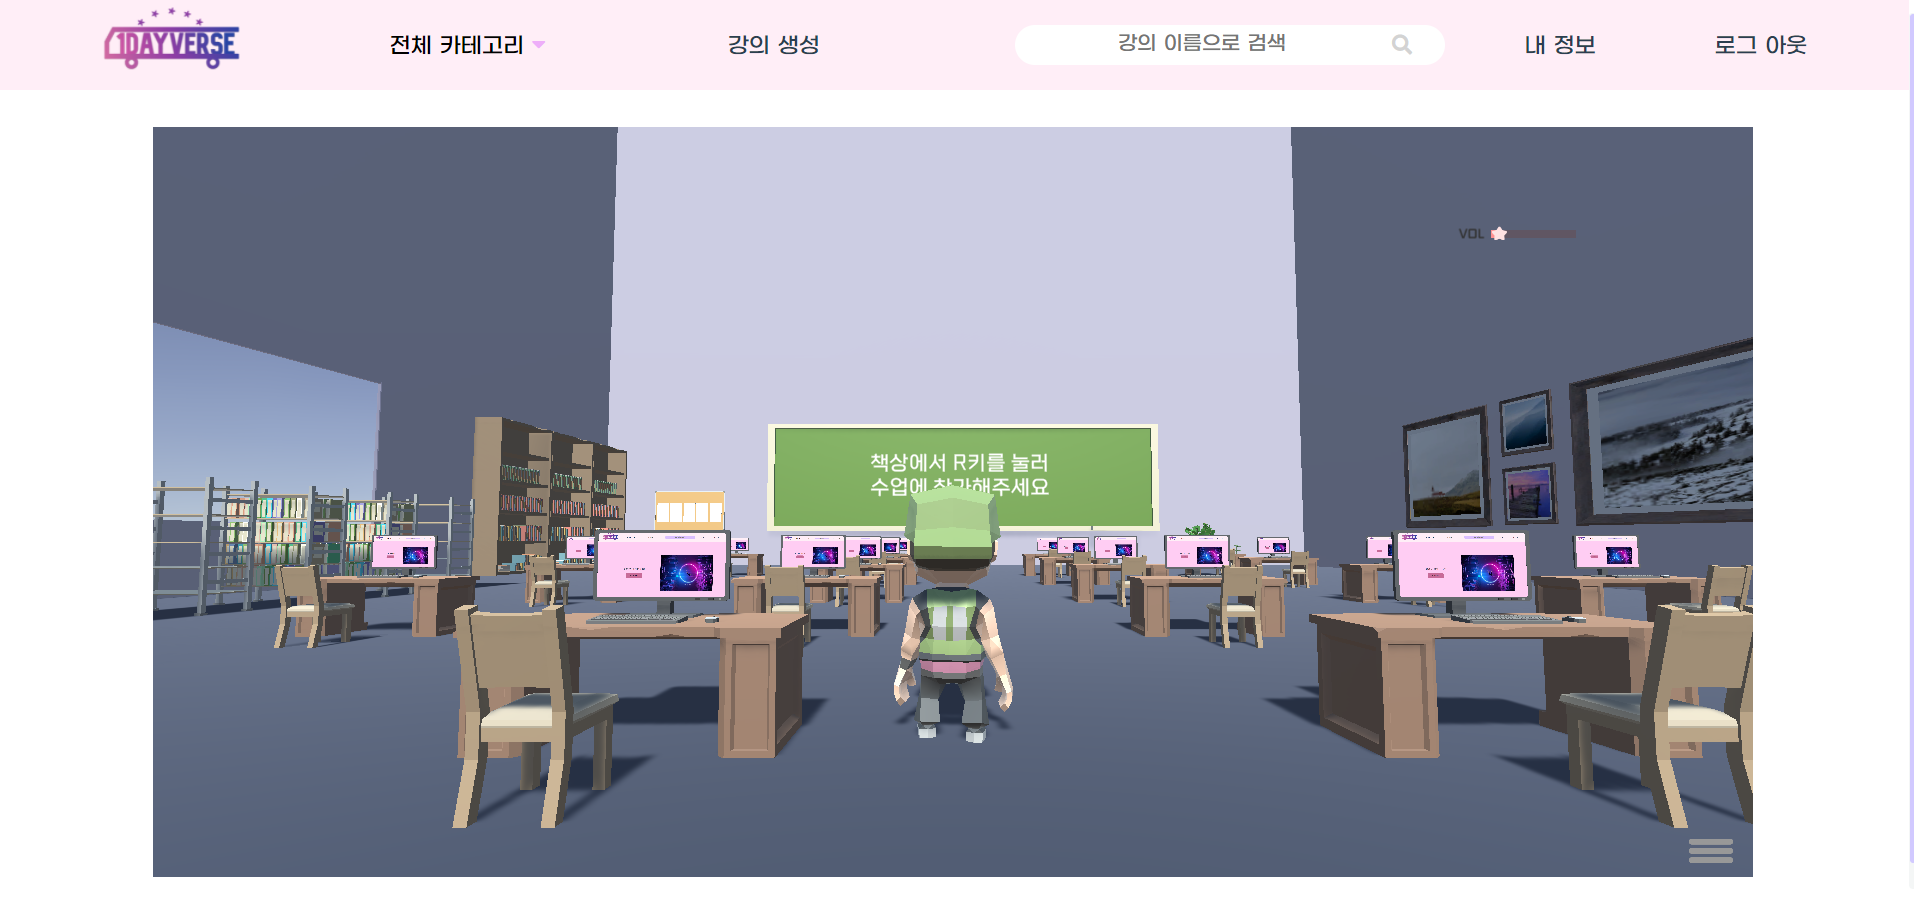 1DAYVERSE
전체 카테고리
강의 생성
강의 이름으로 검색
내 정보
로그 아웃
VOL
책상에서 R키를 눌러
수업에 참가해주세요